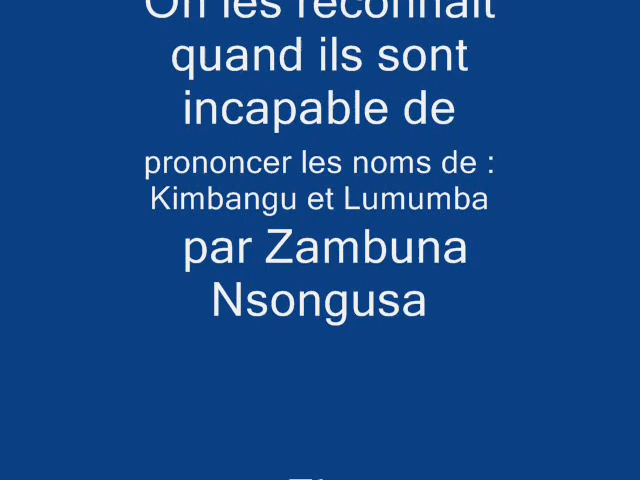 On les reconnait
quand ils sont
incapable de
prononcer les noms de :
Kimbangu et Lumumba
par Zambuna
Nsongusa